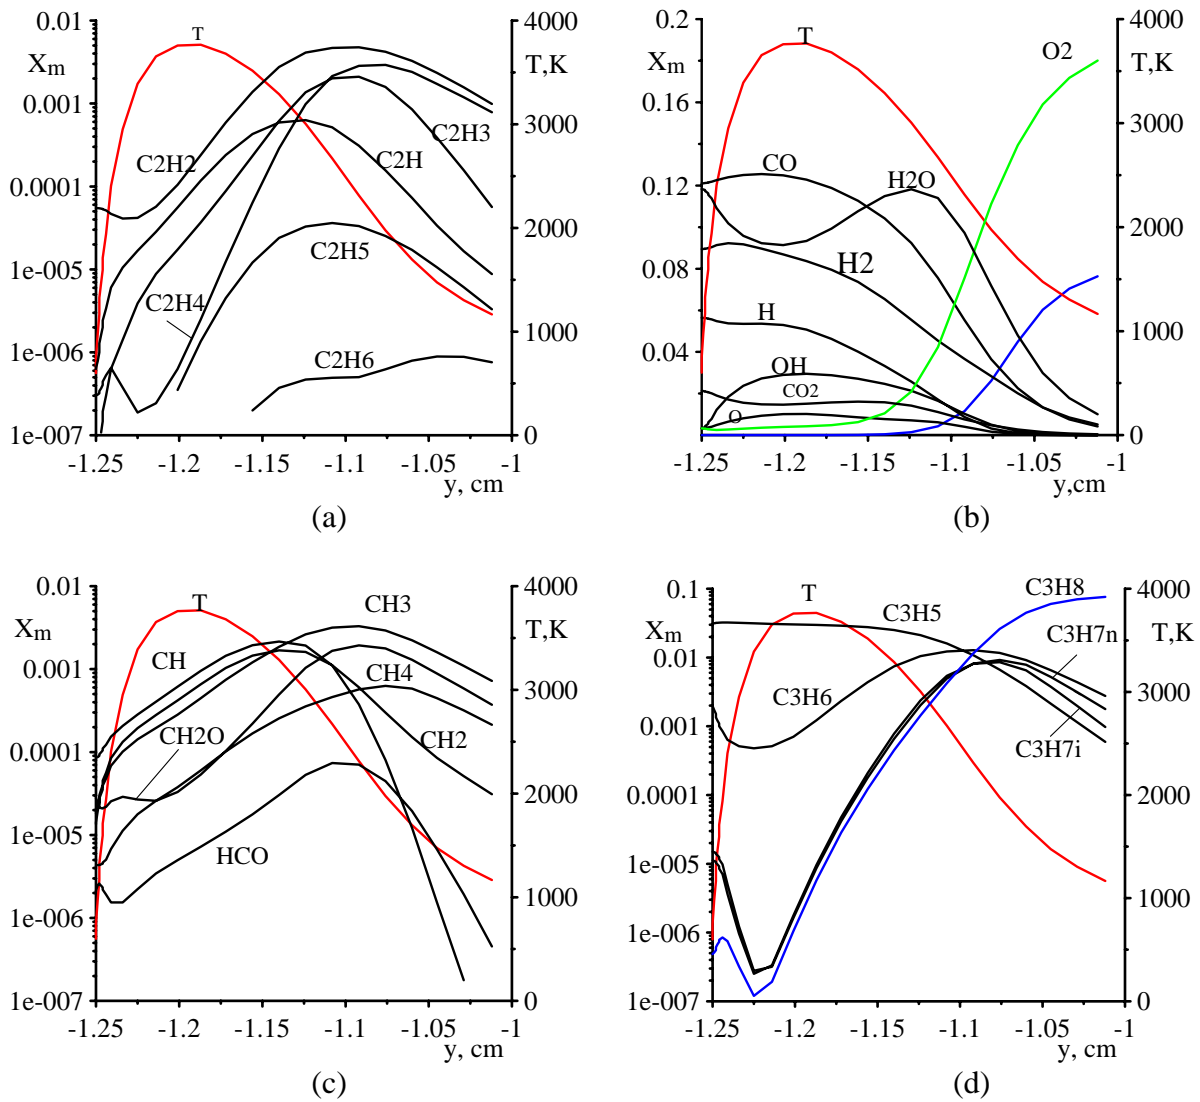 0.01
T
4000
X_m
T,K
0.001
3000
C2H3
C2H2
C2H
0.0001
2000
C2H5
1e-005
C2H4
1000
1e-006
C2H6
1e-007
0
-1.25 -1.2 -1.15 -1.1 -1.05 -1
y, cm
(a)
0.2
4000
T
O2
X_m
T,K
0.16
3000
CO
H2O
0.12
2000
H2
0.08
H
1000
0.04
OH
CO2
O
0
-1.25 -1.2 -1.15 -1.1 -1.05 -1
y,cm
(b)
0.01
4000
T
CH3
X_m
T,K
CH
0.001
CH4
3000
CH2O
CH2
0.0001
2000
1e-005
HCO
1000
1e-006
1e-007
0
-1.25 -1.2 -1.15 -1.1 -1.05 -1
y, cm
(c)
0.1
C3H8
4000
T
C3H5
X_m
C3H7n
T,K
0.01
C3H6
3000
0.001
C3H7i
0.0001
2000
1e-005
1000
1e-006
1e-007
0
-1.25 -1.2 -1.15 -1.1 -1.05 -1
y, cm
(d)